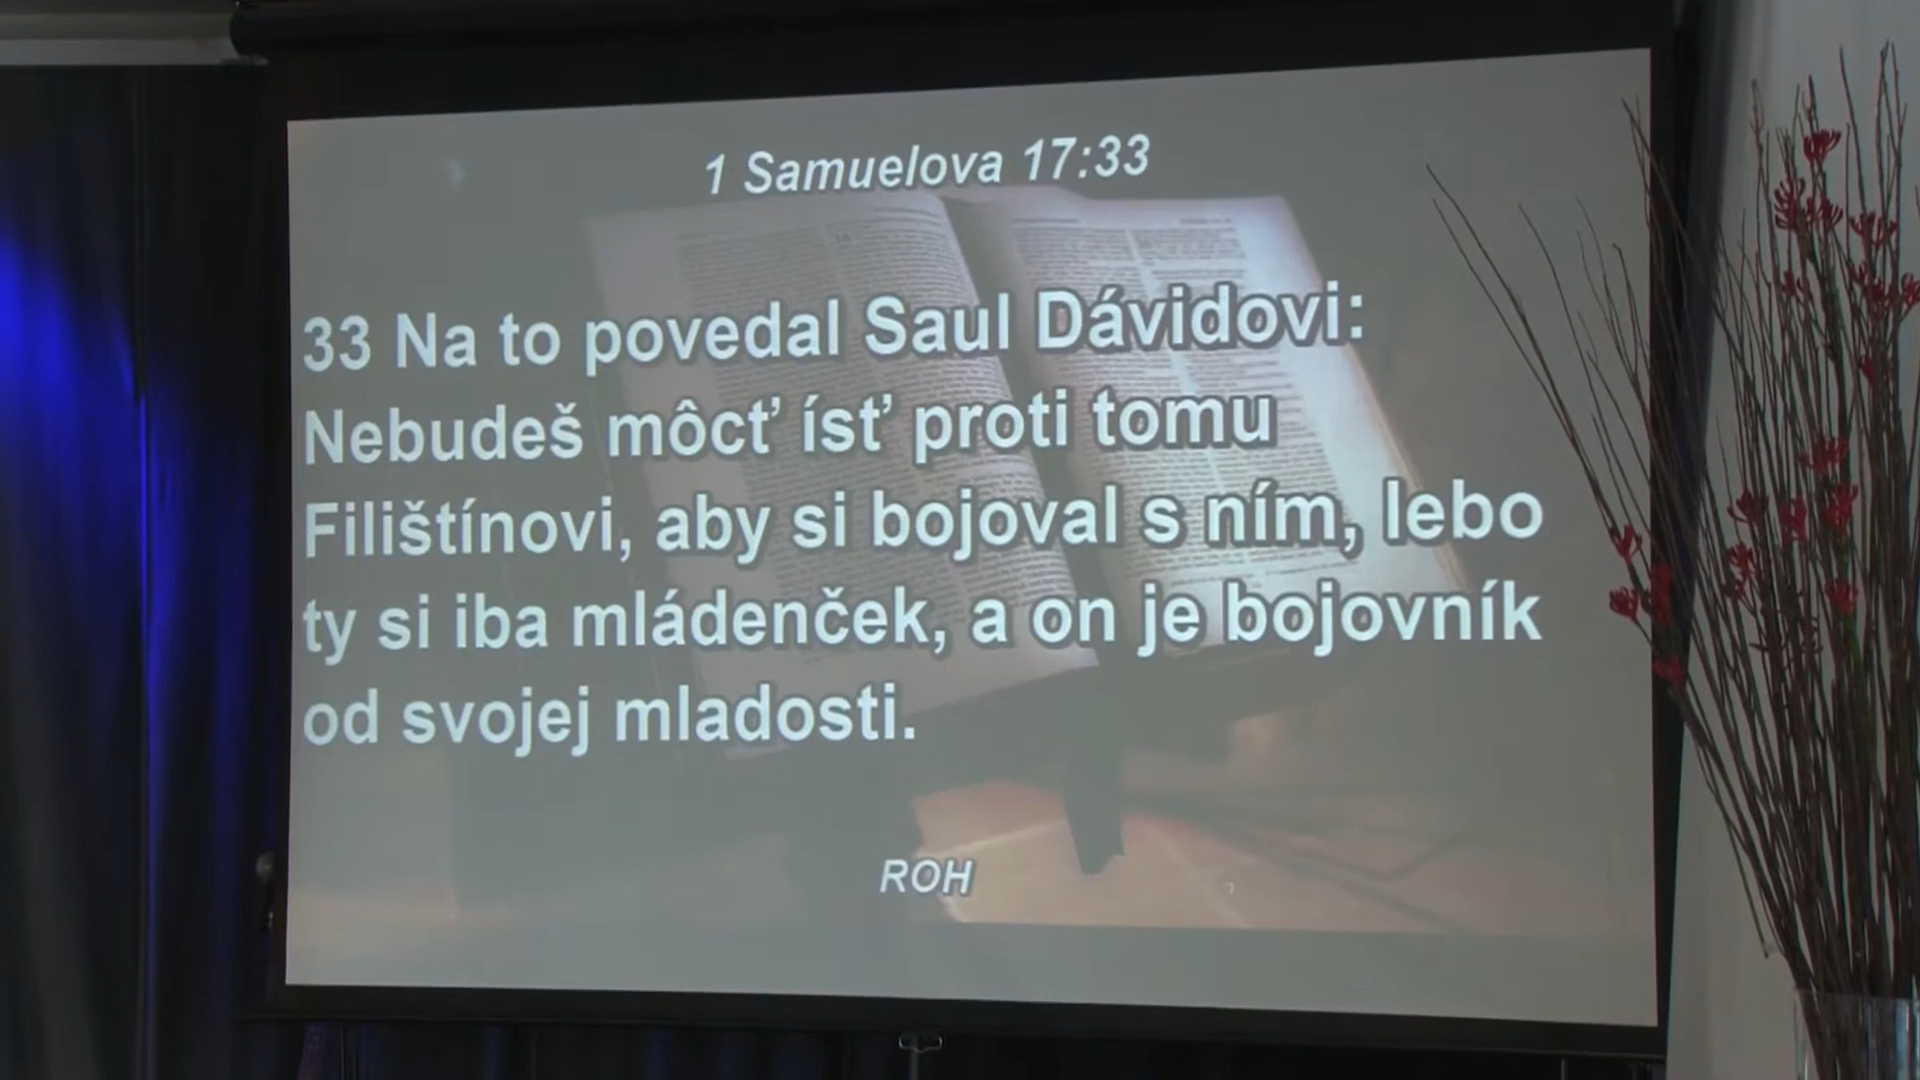 1 Samuelova 17:33
33 Na to povedal Saul Dávidovi:
Nebudeš môcť ísť proti tomu
Filištínovi, aby si bojoval s ním, lebo
ty si iba mládenček, a on je bojovník
od svojej mladosti.
ROH